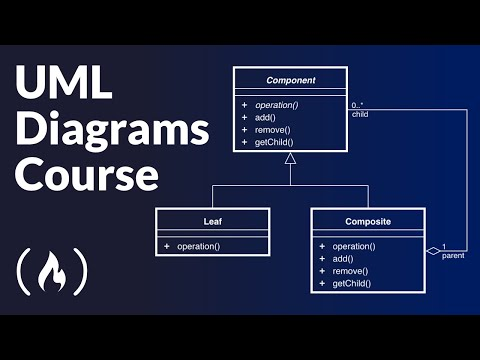 UML
Diagrams
Course
Component
+ operation()
+ add()
+ remove()
+ getChild()
0..*
child
Leaf
+ operation()
Composite
+ operation()
+ add()
+ remove()
+ getChild()
1
parent